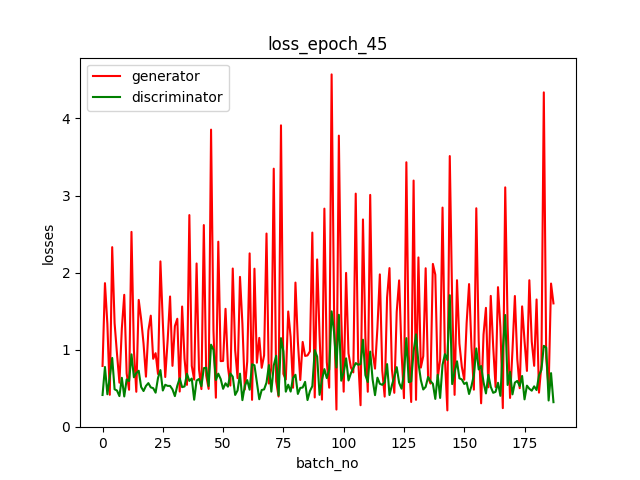 loss_epoch_45
generator
discriminator
losses
4
3
2
1
0
0 25 50 75 100 125 150 175
batch_no